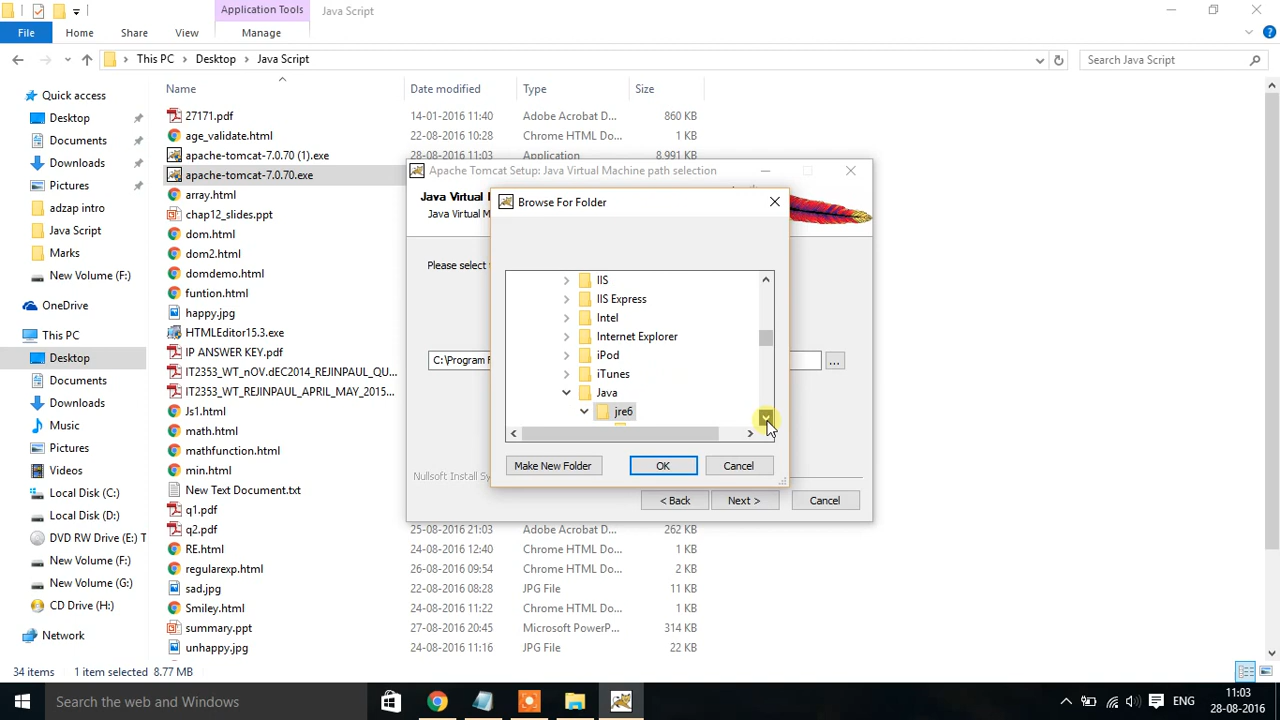 Application Tools
Java Script
File
Home
Share
View
Manage
This PC
Desktop
Java Script
Search Java Script
Quick access
Desktop
Documents
Downloads
Pictures
adzap intro
Java Script
Marks
New Volume (F:)
OneDrive
This PC
Desktop
Documents
Downloads
Music
Pictures
Videos
Local Disk (C:)
Local Disk (D:)
DVD RW Drive (E:) T
New Volume (F:)
New Volume (G:)
CD Drive (H:)
Network
Name Date modified Type Size
27171.pdf 14-01-2016 11:40 Adobe Acrobat D... 860 KB
age_validate.html 22-08-2016 10:28 Chrome HTML Do... 1 KB
apache-tomcat-7.0.70 (1).exe 28-08-2016 11:03 Application 8,991 KB
apache-tomcat-7.0.70.exe
array.html
chap12_slides.ppt
dom.html
dom2.html
domdemo.html
funtion.html
happy.jpg
HTMLEditor15.3.exe
IP ANSWER KEY.pdf
IT2353_WT_nOV.dEC2014_REJINPAUL_QU...
IT2353_WT_REJINPAUL_APRIL_MAY_2015...
Js1.html
math.html
mathfunction.html
min.html
New Text Document.txt
q1.pdf
q2.pdf 25-08-2016 21:03 Adobe Acrobat D... 262 KB
RE.html 24-08-2016 12:40 Chrome HTML Do... 1 KB
regularexp.html 26-08-2016 09:54 Chrome HTML Do... 2 KB
sad.jpg 22-08-2016 08:28 JPG File 11 KB
Smiley.html 24-08-2016 11:22 Chrome HTML Do... 1 KB
summary.ppt 27-08-2016 20:45 Microsoft PowerP... 314 KB
unhappy.jpg 24-08-2016 11:16 JPG File 22 KB
Apache Tomcat Setup: Java Virtual Machine path selection
Java Virtual
Java Virtual M
Please select
C:\Program F
...
Nullsoft Install Sy
< Back
Next >
Cancel
Browse For Folder
IIS
IIS Express
Intel
Internet Explorer
iPod
iTunes
Java
jre6
Make New Folder
OK
Cancel
34 items 1 item selected 8.77 MB
Search the web and Windows
ENG
11:03
28-08-2016